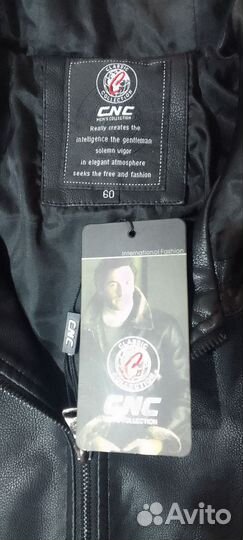 CLASSIC
COLLECTION
CNC
MEN'S COLLECTION
Really creates the
intelligence the gentleman
solemn vigor
in elegant atmosphere
seeks the free and fashion
60
International Fashion
CNC
CLASSIC
COLLECTION
CNC
COLLECTION
Avito